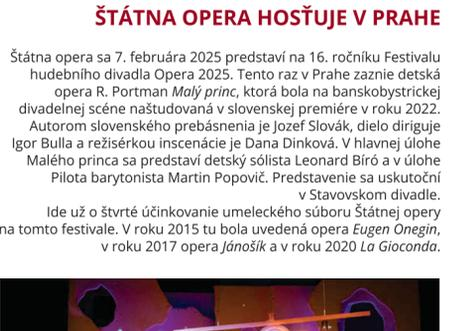 ŠTÁTNA OPERA HOSŤUJE V PRAHE
Štátna opera sa 7. februára 2025 predstaví na 16. ročníku Festivalu
hudebního divadla Opera 2025. Tento raz v Prahe zaznie detská
opera R. Portman Malý princ, ktorá bola na banskobystrickej
divadelnej scéne naštudovaná v slovenskej premiére v roku 2022.
Autorom slovenského prebásnenia je Jozef Slovák, dielo diriguje
Igor Bulla a režisérkou inscenácie je Dana Dinková. V hlavnej úlohe
Malého princa sa predstaví detský sólista Leonard Bíró a v úlohe
Pilota barytonista Martin Popovič. Predstavenie sa uskutoční
v Stavovskom divadle.
Ide už o štvrté účinkovanie umeleckého súboru Štátnej opery
na tomto festivale. V roku 2015 tu bola uvedená opera Eugen Onegin,
v roku 2017 opera Jánošík a v roku 2020 La Gioconda.